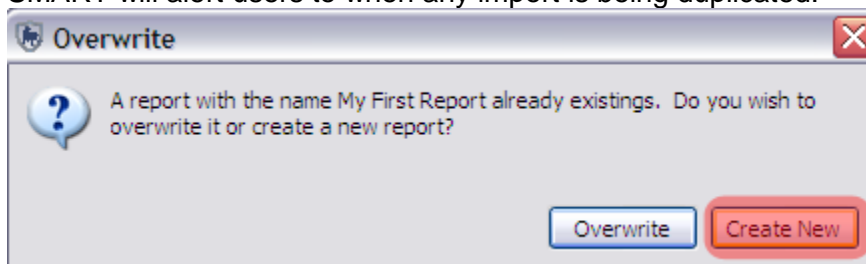 SMART will alert users to when any import is being duplicated.
Overwrite
A report with the name My First Report already existings. Do you wish to
overwrite it or create a new report?
Overwrite Create New